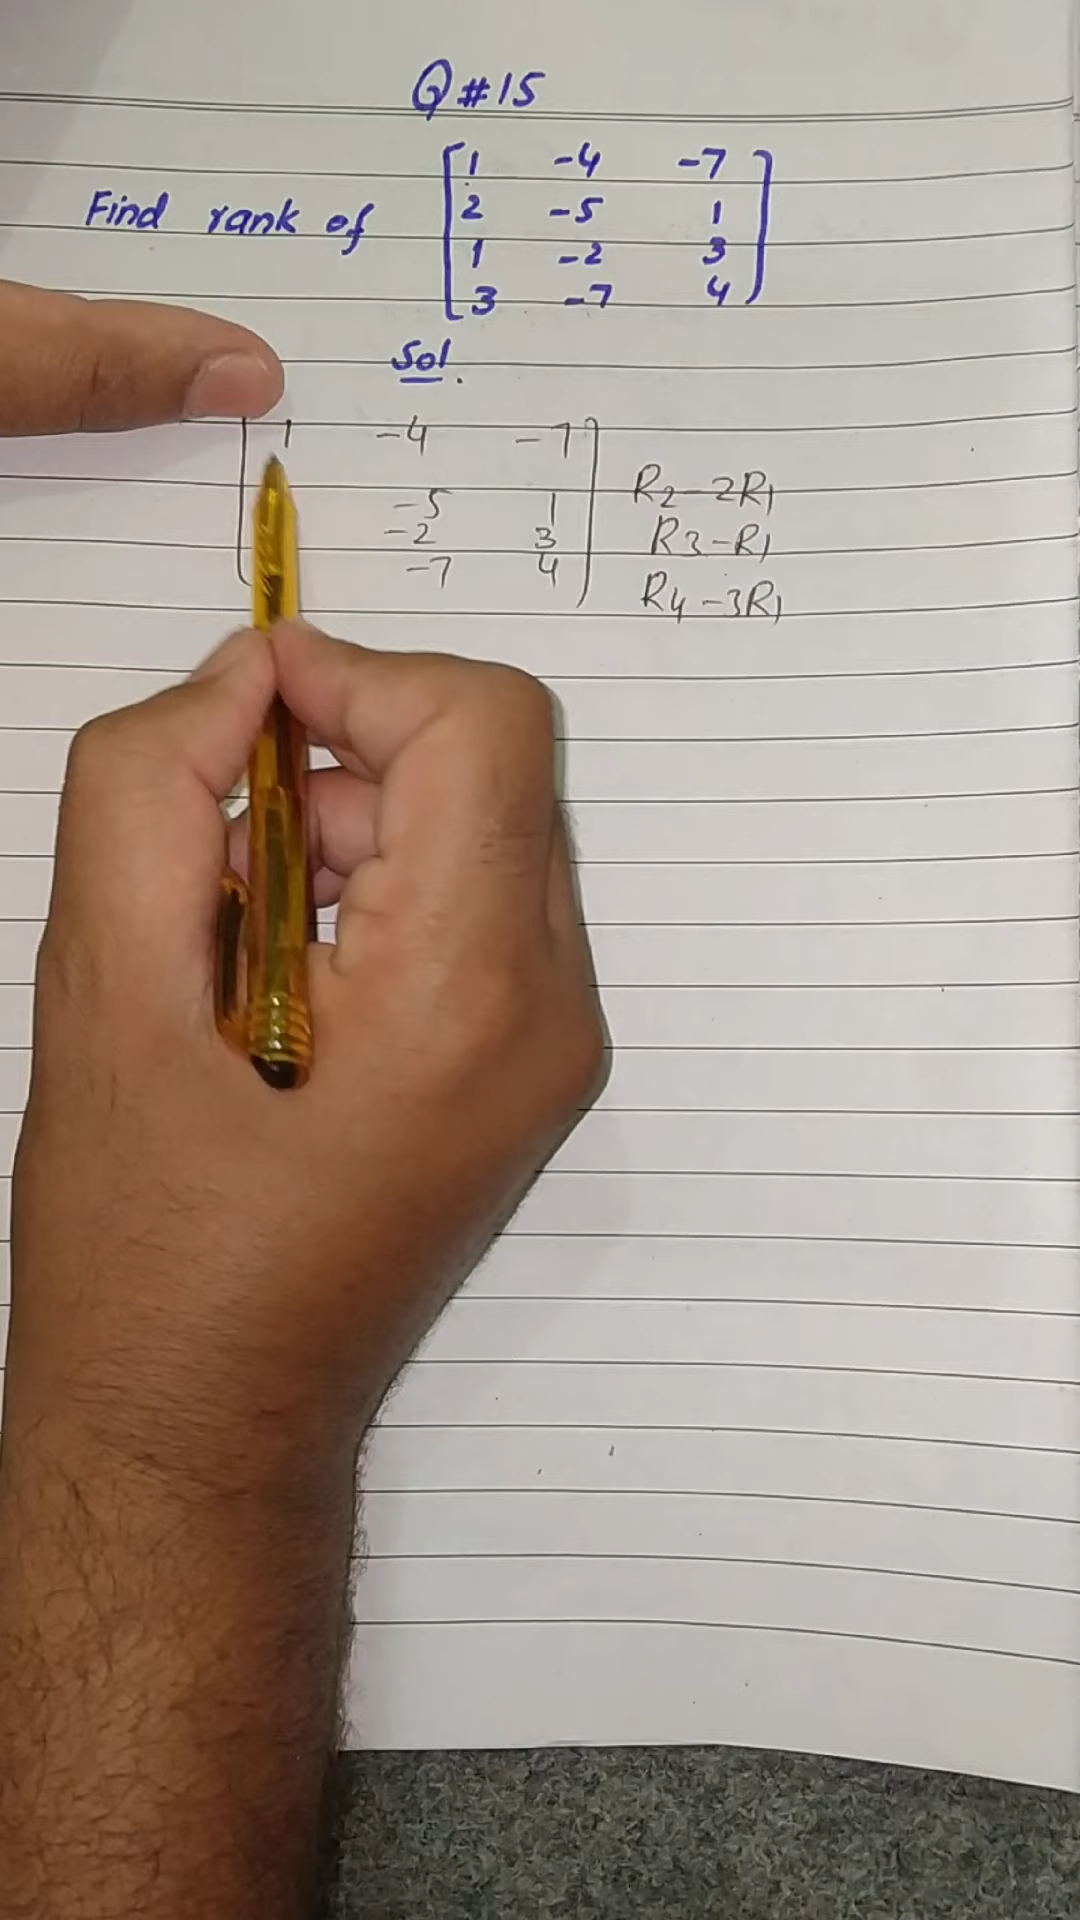 Q#15
Find rank of
1 -4 -7
2 -5 1
1 -2 3
3 -7 4
Sol.
1 -4 -7
-5 1 R2-2R1
-2 3 R3-R1
-7 4 R4-3R1